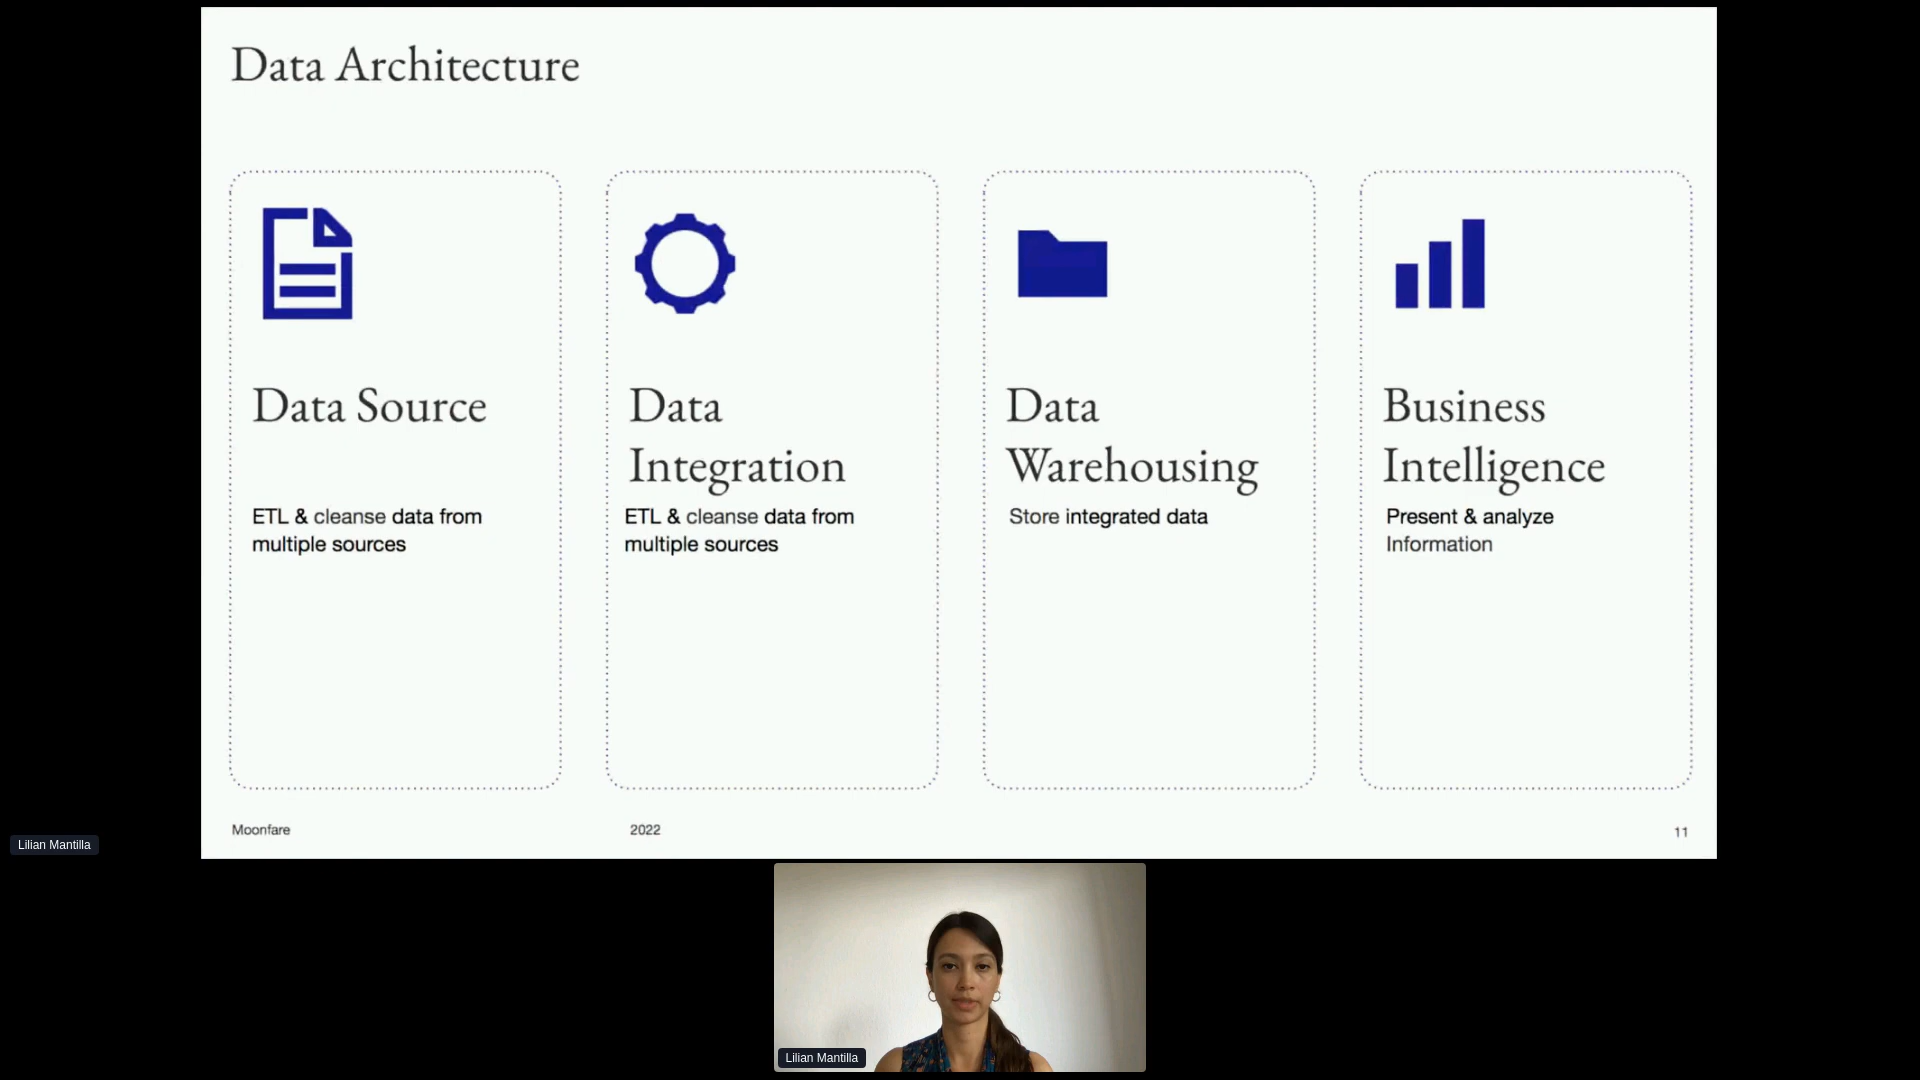 Data Architecture
Data Source
ETL & cleanse data from
multiple sources
Data
Integration
ETL & cleanse data from
multiple sources
Data
Warehousing
Store integrated data
Business
Intelligence
Present & analyze
Information
Moonfare
2022
11
Lilian Mantilla
Lilian Mantilla